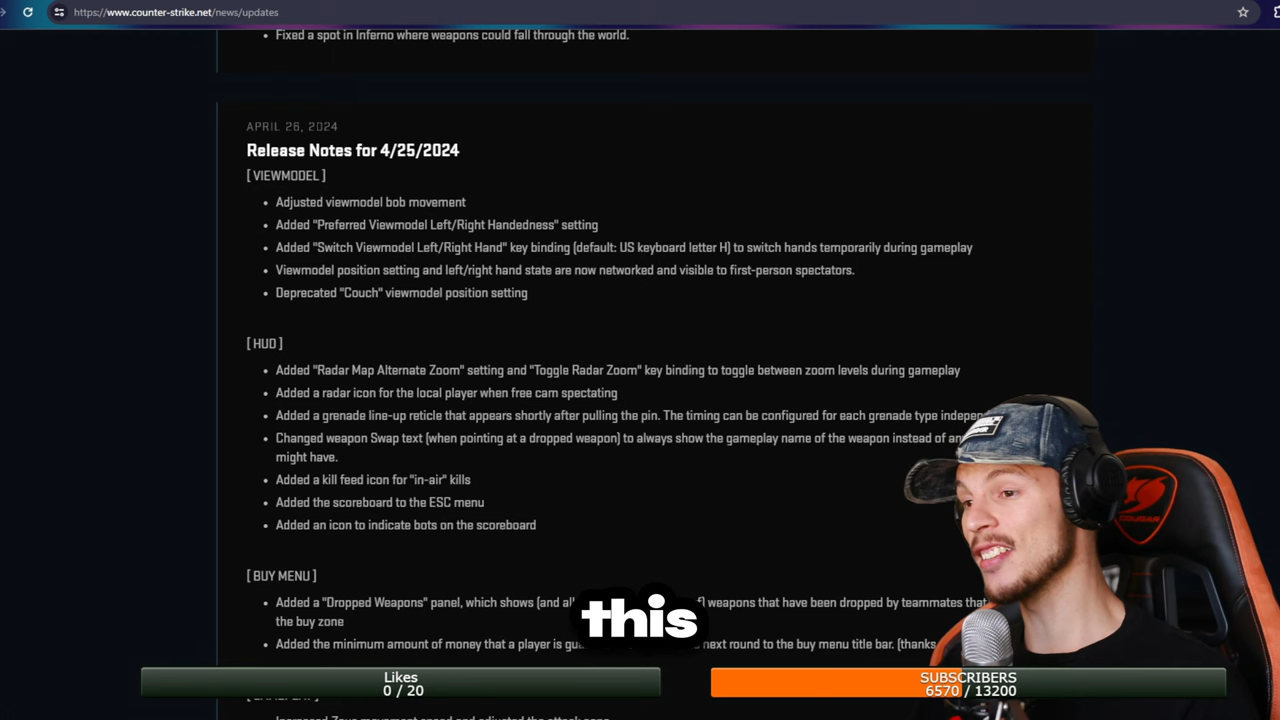 https://www.counter-strike.net/news/updates
• Fixed a spot in Inferno where weapons could fall through the world.
APRIL 26, 2024
Release Notes for 4/25/2024
[ VIEWMODEL ]
• Adjusted viewmodel bob movement
• Added "Preferred Viewmodel Left/Right Handedness" setting
• Added "Switch Viewmodel Left/Right Hand" key binding (default: US keyboard letter H) to switch hands temporarily during gameplay
• Viewmodel position setting and left/right hand state are now networked and visible to first-person spectators.
• Deprecated "Couch" viewmodel position setting
[ HUD ]
• Added "Radar Map Alternate Zoom" setting and "Toggle Radar Zoom" key binding to toggle between zoom levels during gameplay
• Added a radar icon for the local player when free cam spectating
• Added a grenade line-up reticle that appears shortly after pulling the pin. The timing can be configured for each grenade type
• Changed weapon Swap text (when pointing at a dropped weapon) to always show the gameplay name of the weapon instead of
might have.
• Added a kill feed icon for "in-air" kills
• Added the scoreboard to the ESC menu
• Added an icon to indicate bots on the scoreboard
[ BUY MENU ]
• Added a "Dropped Weapons" panel, which shows (and weapons that have been dropped by teammates that
the buy zone
• Added the minimum amount of money that a player is next round to the buy menu title bar. (thanks
this
Likes
0 / 20
SUBSCRIBERS
6570 / 13200
COUGAR